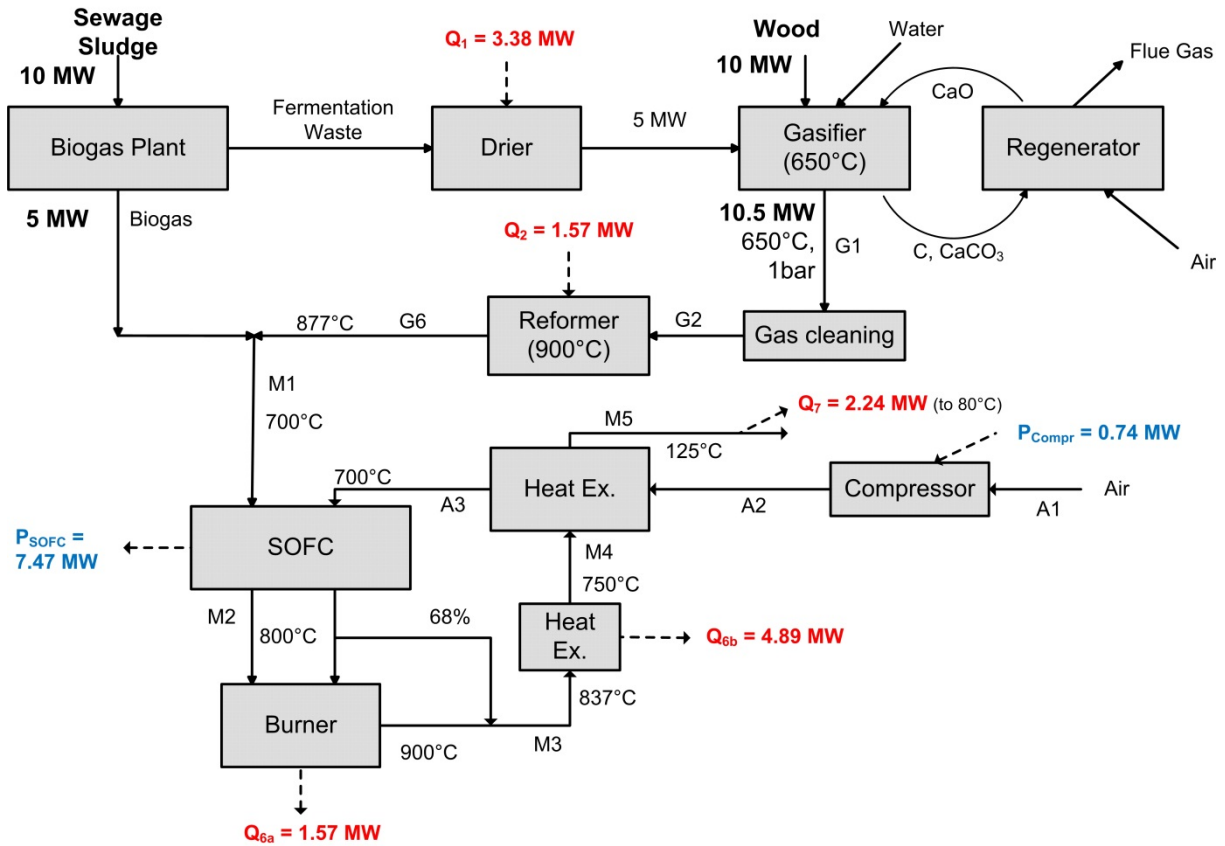 Sewage
Sludge
10 MW
Biogas Plant
Fermentation
Waste
Q₁ = 3.38 MW
Drier
5 MW
Wood
10 MW
Water
Gasifier
(650°C)
CaO
Flue Gas
Regenerator
C, CaCO₃
Air
5 MW
Biogas
10.5 MW
650°C,
1bar
G1
Q₂ = 1.57 MW
877°C
G6
Reformer
(900°C)
G2
Gas cleaning
M1
700°C
M5
125°C
Q₇ = 2.24 MW (to 80°C)
P_Compr = 0.74 MW
700°C
A3
Heat Ex.
A2
Compressor
Air
A1
P_SOFC =
7.47 MW
SOFC
M4
750°C
M2
800°C
68%
Heat
Ex.
Q₆b = 4.89 MW
837°C
Burner
900°C
M3
Q₆a = 1.57 MW